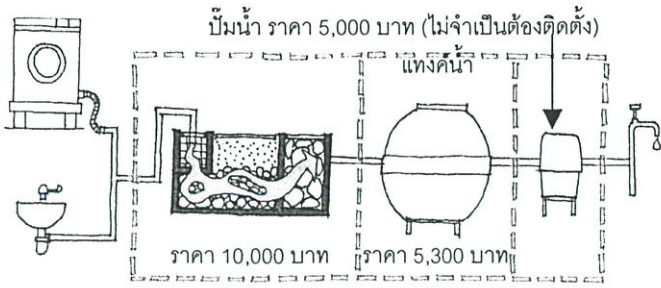 ปั๊มน้ำ ราคา 5,000 บาท (ไม่จำเป็นต้องติดตั้ง)
แทงค์น้ำ
ราคา 10,000 บาท
ราคา 5,300 บาท